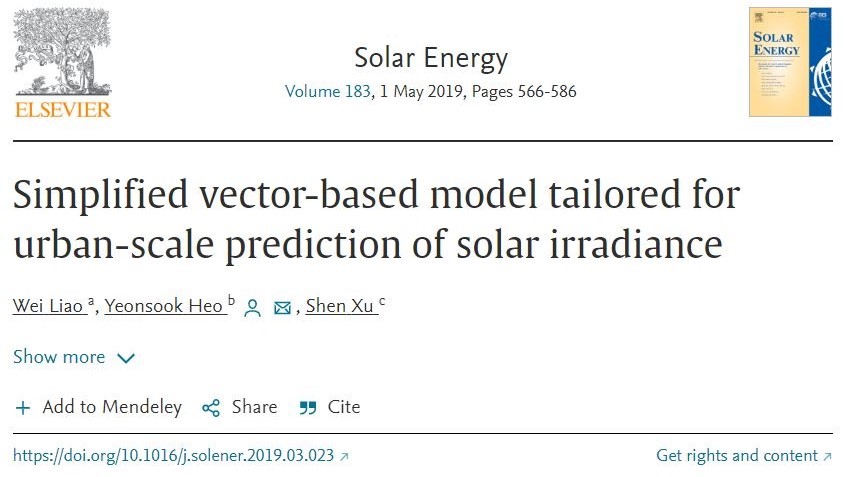 ELSEVIER
Solar Energy
Volume 183, 1 May 2019, Pages 566-586
SOLAR
ENERGY
Simplified vector-based model tailored for
urban-scale prediction of solar irradiance
Wei Liao a, Yeonsook Heo b, Shen Xu c
Show more
Add to Mendeley Share Cite
https://doi.org/10.1016/j.solener.2019.03.023
Get rights and content